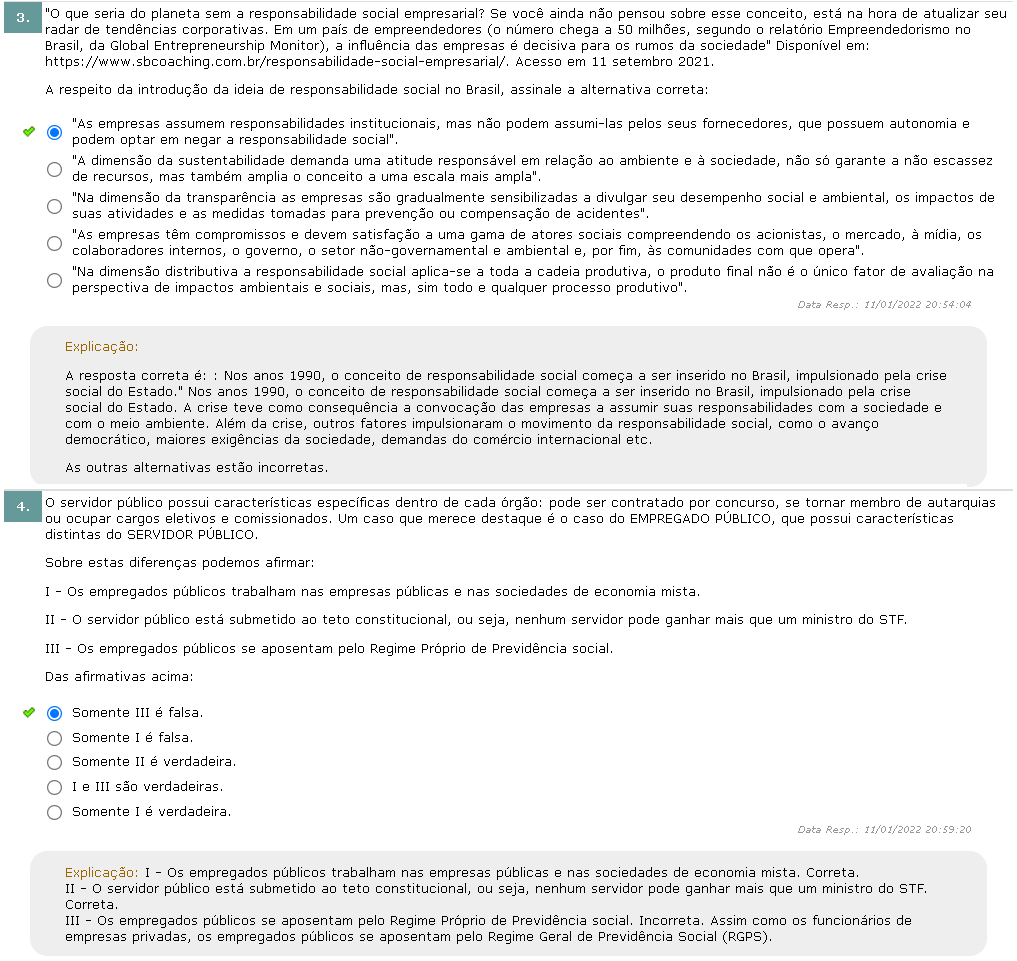 3.
"O que seria do planeta sem a responsabilidade social empresarial? Se você ainda não pensou sobre esse conceito, está na hora de atualizar seu
radar de tendências corporativas. Em um país de empreendedores (o número chega a 50 milhões, segundo o relatório Empreendedorismo no
Brasil, da Global Entrepreneurship Monitor), a influência das empresas é decisiva para os rumos da sociedade" Disponível em:
https://www.sbcoaching.com.br/responsabilidade-social-empresarial/. Acesso em 11 setembro 2021.
A respeito da introdução da ideia de responsabilidade social no Brasil, assinale a alternativa correta:
"As empresas assumem responsabilidades institucionais, mas não podem assumi-las pelos seus fornecedores, que possuem autonomia e
podem optar em negar a responsabilidade social".
"A dimensão da sustentabilidade demanda uma atitude responsável em relação ao ambiente e à sociedade, não só garante a não escassez
de recursos, mas também amplia o conceito a uma escala mais ampla".
"Na dimensão da transparência as empresas são gradualmente sensibilizadas a divulgar seu desempenho social e ambiental, os impactos de
suas atividades e as medidas tomadas para prevenção ou compensação de acidentes".
"As empresas têm compromissos e devem satisfação a uma gama de atores sociais compreendendo os acionistas, o mercado, à mídia, os
colaboradores internos, o governo, o setor não-governamental e ambiental e, por fim, às comunidades com que opera".
"Na dimensão distributiva a responsabilidade social aplica-se a toda a cadeia produtiva, o produto final não é o único fator de avaliação na
perspectiva de impactos ambientais e sociais, mas, sim todo e qualquer processo produtivo".
Data Resp.: 11/01/2022 20:54:04
Explicação:
A resposta correta é: : Nos anos 1990, o conceito de responsabilidade social começa a ser inserido no Brasil, impulsionado pela crise
social do Estado." Nos anos 1990, o conceito de responsabilidade social começa a ser inserido no Brasil, impulsionado pela crise
social do Estado. A crise teve como consequência a convocação das empresas a assumir suas responsabilidades com a sociedade e
com o meio ambiente. Além da crise, outros fatores impulsionaram o movimento da responsabilidade social, como o avanço
democrático, maiores exigências da sociedade, demandas do comércio internacional etc.
As outras alternativas estão incorretas.
4.
O servidor público possui características específicas dentro de cada órgão: pode ser contratado por concurso, se tornar membro de autarquias
ou ocupar cargos eletivos e comissionados. Um caso que merece destaque é o caso do EMPREGADO PÚBLICO, que possui características
distintas do SERVIDOR PÚBLICO.
Sobre estas diferenças podemos afirmar:
I - Os empregados públicos trabalham nas empresas públicas e nas sociedades de economia mista.
II - O servidor público está submetido ao teto constitucional, ou seja, nenhum servidor pode ganhar mais que um ministro do STF.
III - Os empregados públicos se aposentam pelo Regime Próprio de Previdência social.
Das afirmativas acima:
Somente III é falsa.
Somente I é falsa.
Somente II é verdadeira.
I e III são verdadeiras.
Somente I é verdadeira.
Data Resp.: 11/01/2022 20:59:20
Explicação: I - Os empregados públicos trabalham nas empresas públicas e nas sociedades de economia mista. Correta.
II - O servidor público está submetido ao teto constitucional, ou seja, nenhum servidor pode ganhar mais que um ministro do STF.
Correta.
III - Os empregados públicos se aposentam pelo Regime Próprio de Previdência social. Incorreta. Assim como os funcionários de
empresas privadas, os empregados públicos se aposentam pelo Regime Geral de Previdência Social (RGPS).